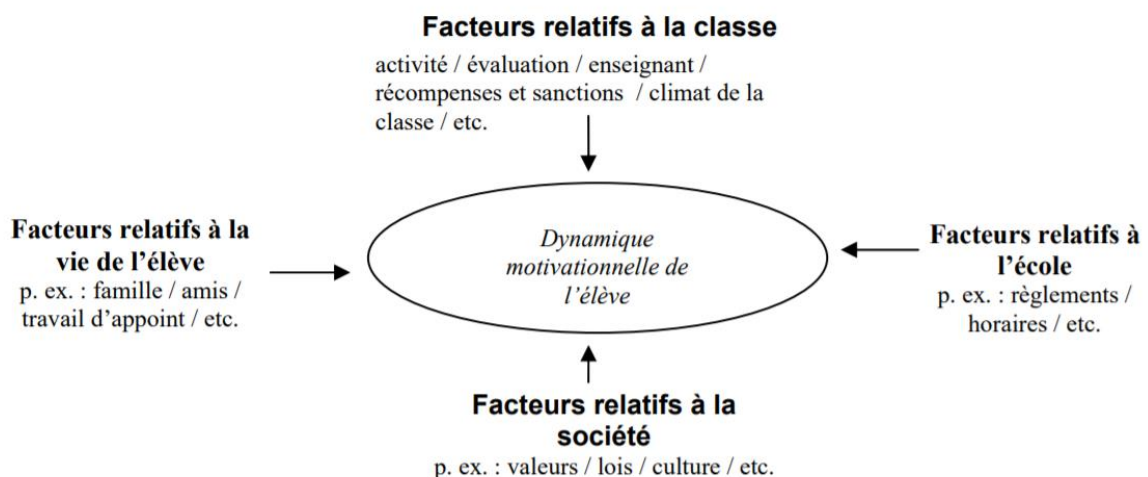 Facteurs relatifs à la classe
activité / évaluation / enseignant /
récompenses et sanctions / climat de la
classe / etc.
Facteurs relatifs à la
vie de l’élève
p. ex. : famille / amis /
travail d’appoint / etc.
Dynamique
motivationnelle de
l’élève
Facteurs relatifs à
l’école
p. ex. : règlements /
horaires / etc.
Facteurs relatifs à la
société
p. ex. : valeurs / lois / culture / etc.